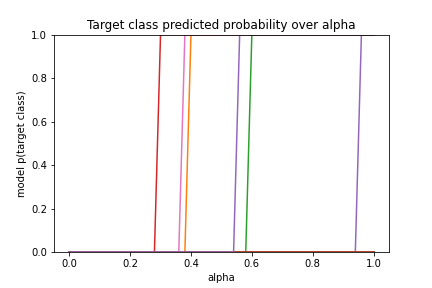 Target class predicted probability over alpha
model p(target class)
1.0
0.8
0.6
0.4
0.2
0.0
0.0 0.2 0.4 0.6 0.8 1.0
alpha